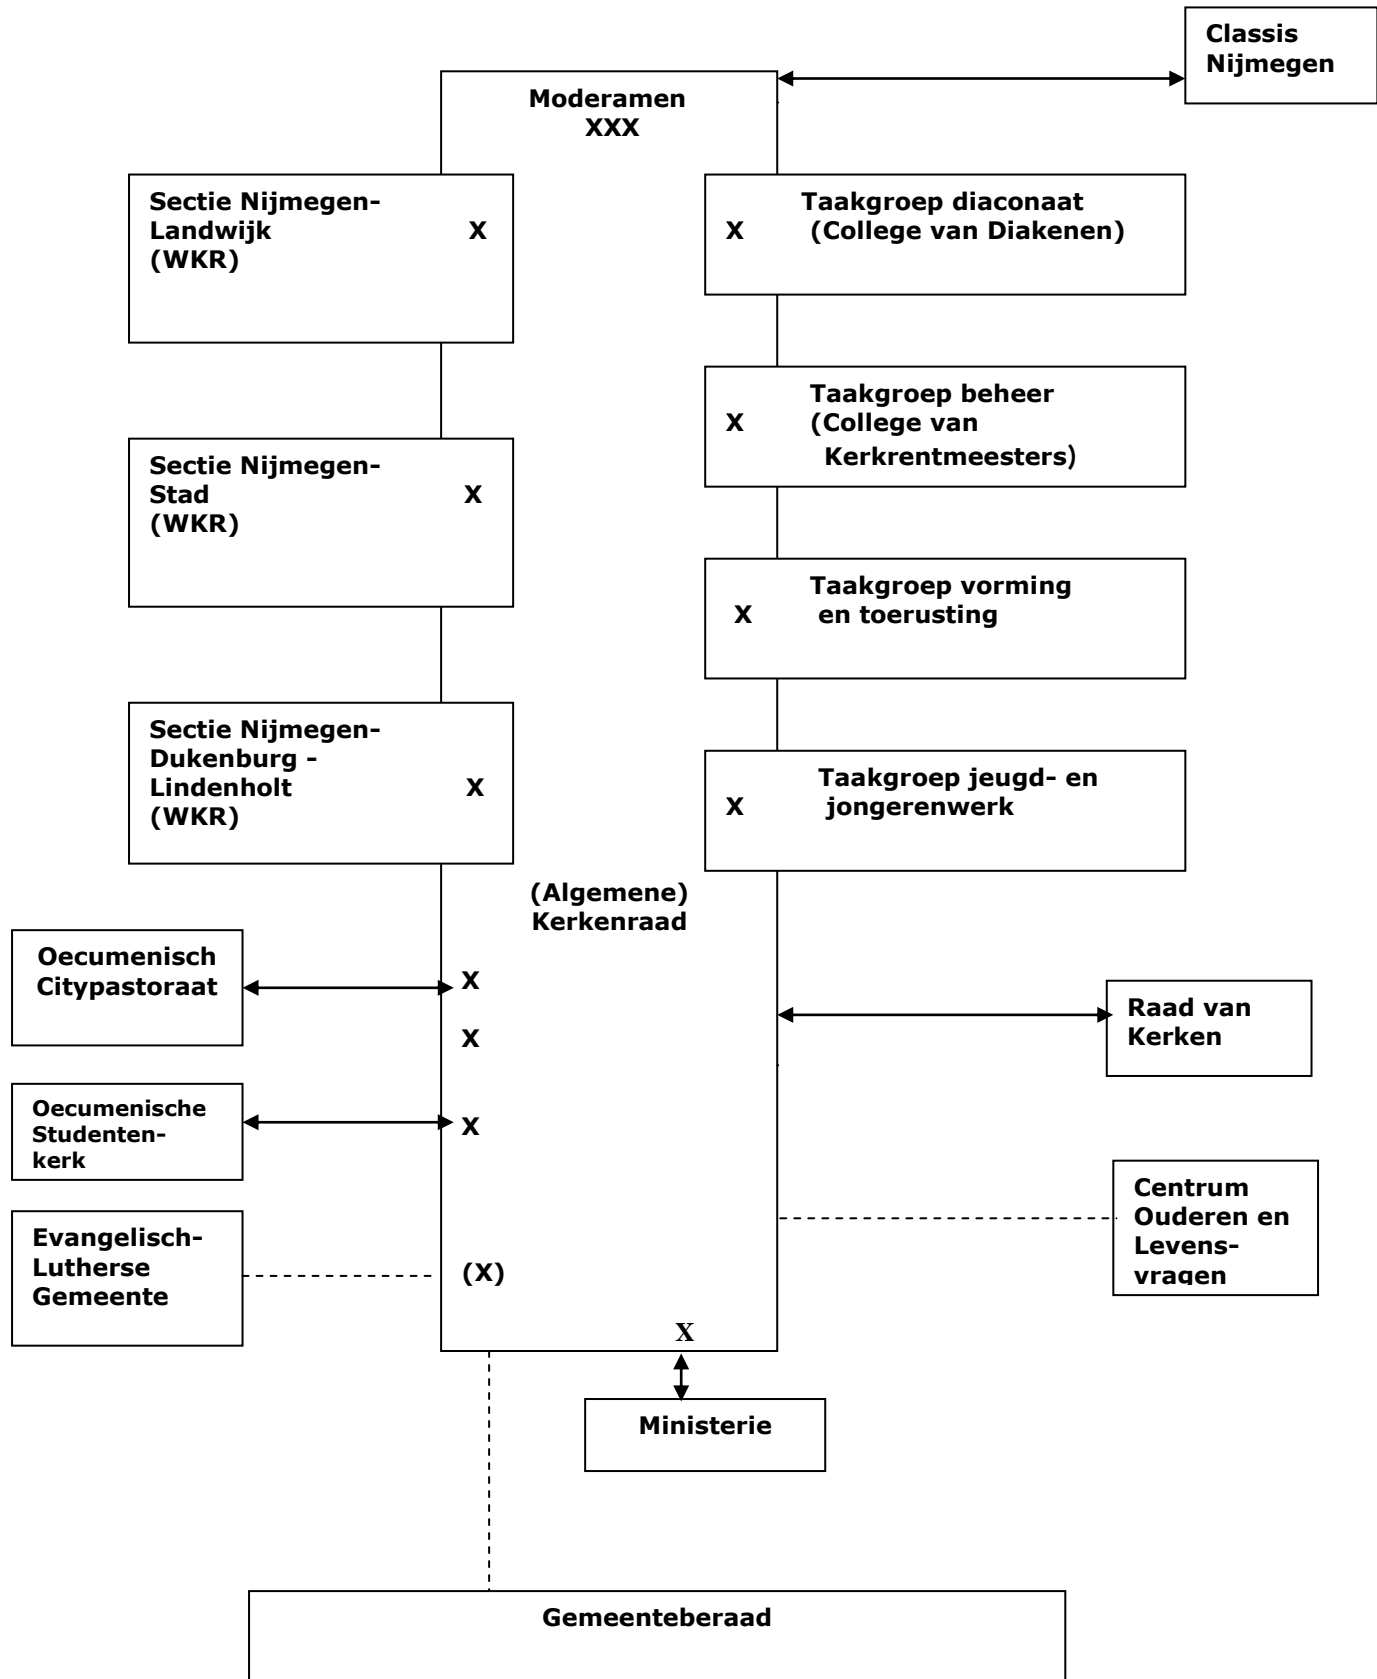 Classis
Nijmegen
Moderamen
XXX
Sectie Nijmegen-
Landwijk X
(WKR)
X Taakgroep diaconaat
(College van Diakenen)
X Taakgroep beheer
(College van
Kerkrentmeesters)
Sectie Nijmegen-
Stad X
(WKR)
X Taakgroep vorming
en toerusting
Sectie Nijmegen-
Dukenburg -
Lindenholt X
(WKR)
X Taakgroep jeugd- en
jongerenwerk
(Algemene)
Kerkenraad
Oecumenisch
Citypastoraat
X
X
Raad van
Kerken
Oecumenische
Studenten-
kerk
X
Centrum
Ouderen en
Levens-
vragen
Evangelisch-
Lutherse
Gemeente
(X)
X
Ministerie
Gemeenteberaad